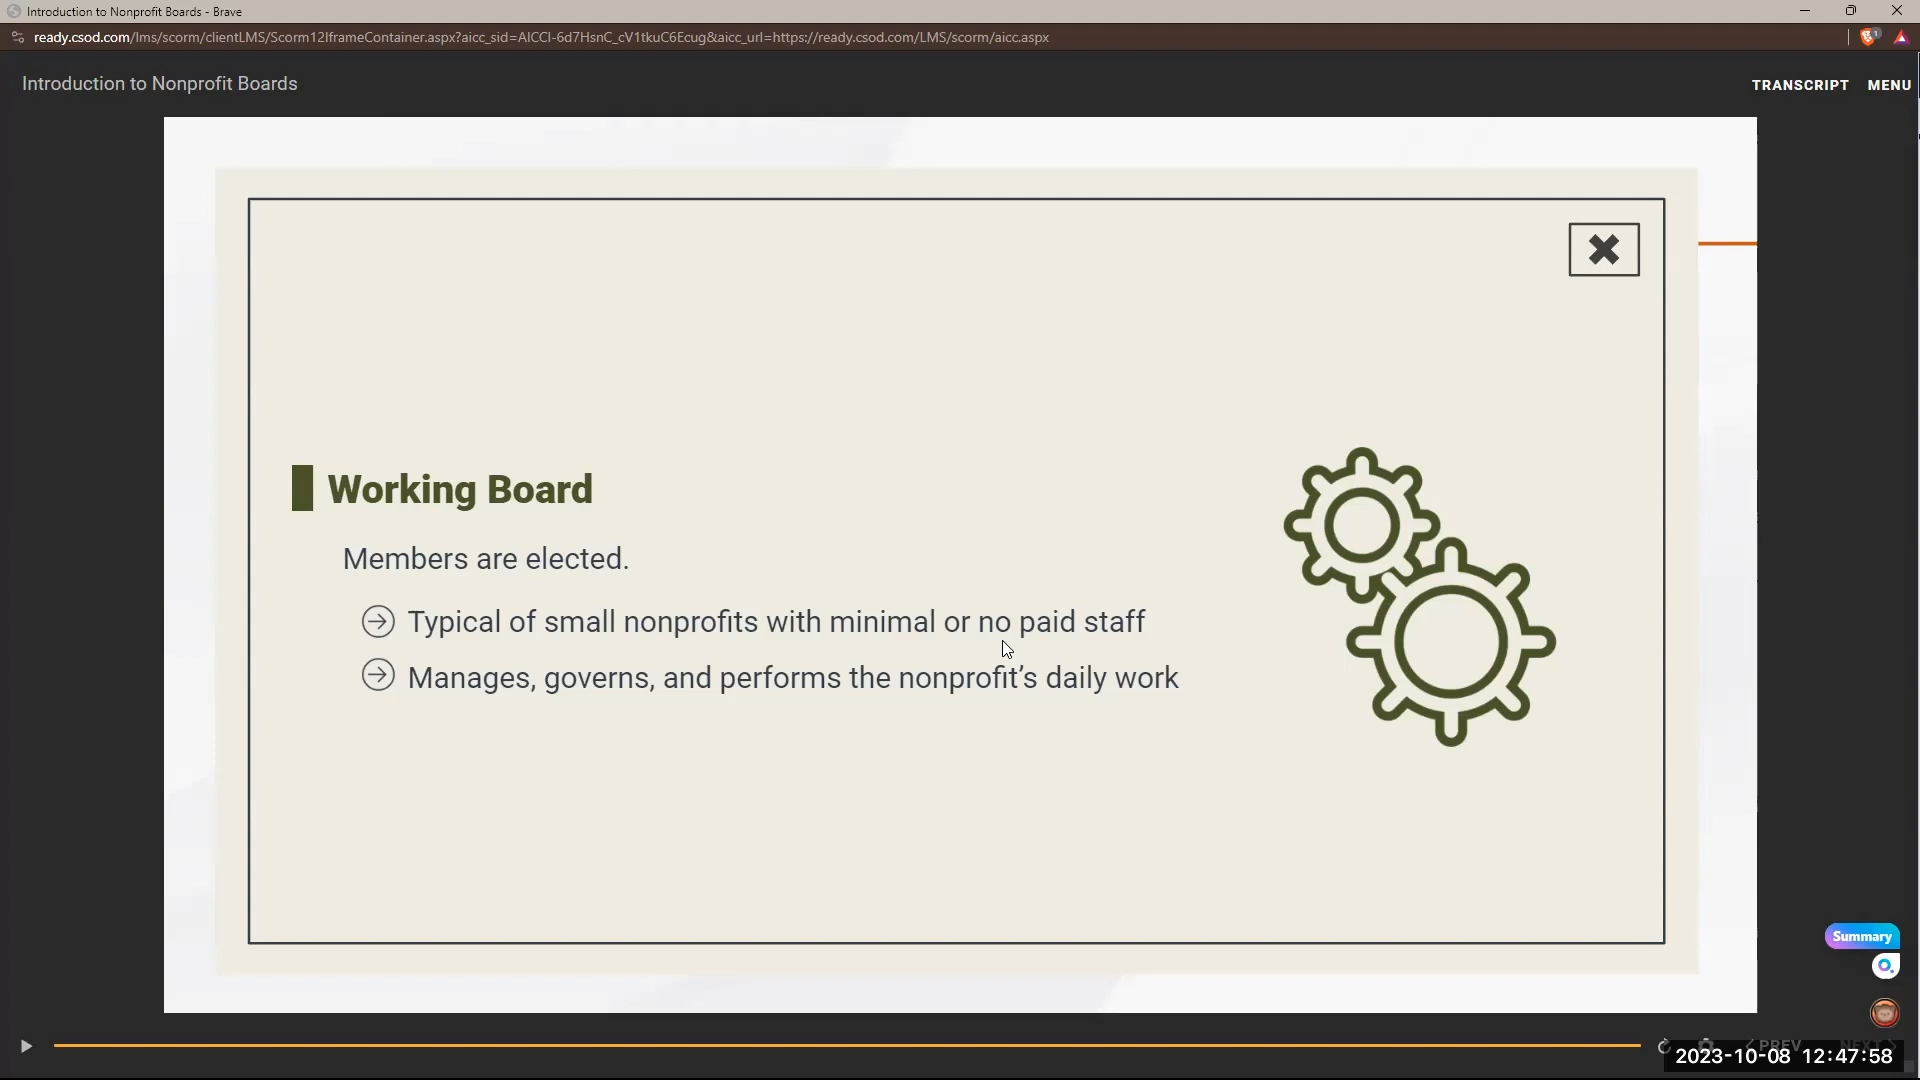 Introduction to Nonprofit Boards - Brave
ready.csod.com/lms/scorm/clientLMS/Scorm12IframeContainer.aspx?aicc_sid=AICCI-6d7HsnC_cV1tkuC6Ecug&aicc_url=https://ready.csod.com/LMS/scorm/aicc.aspx
1
Introduction to Nonprofit Boards
TRANSCRIPT MENU
Working Board
Members are elected.
Typical of small nonprofits with minimal or no paid staff
Manages, governs, and performs the nonprofit’s daily work
Summary
PREV NEXT
2023-10-08 12:47:58